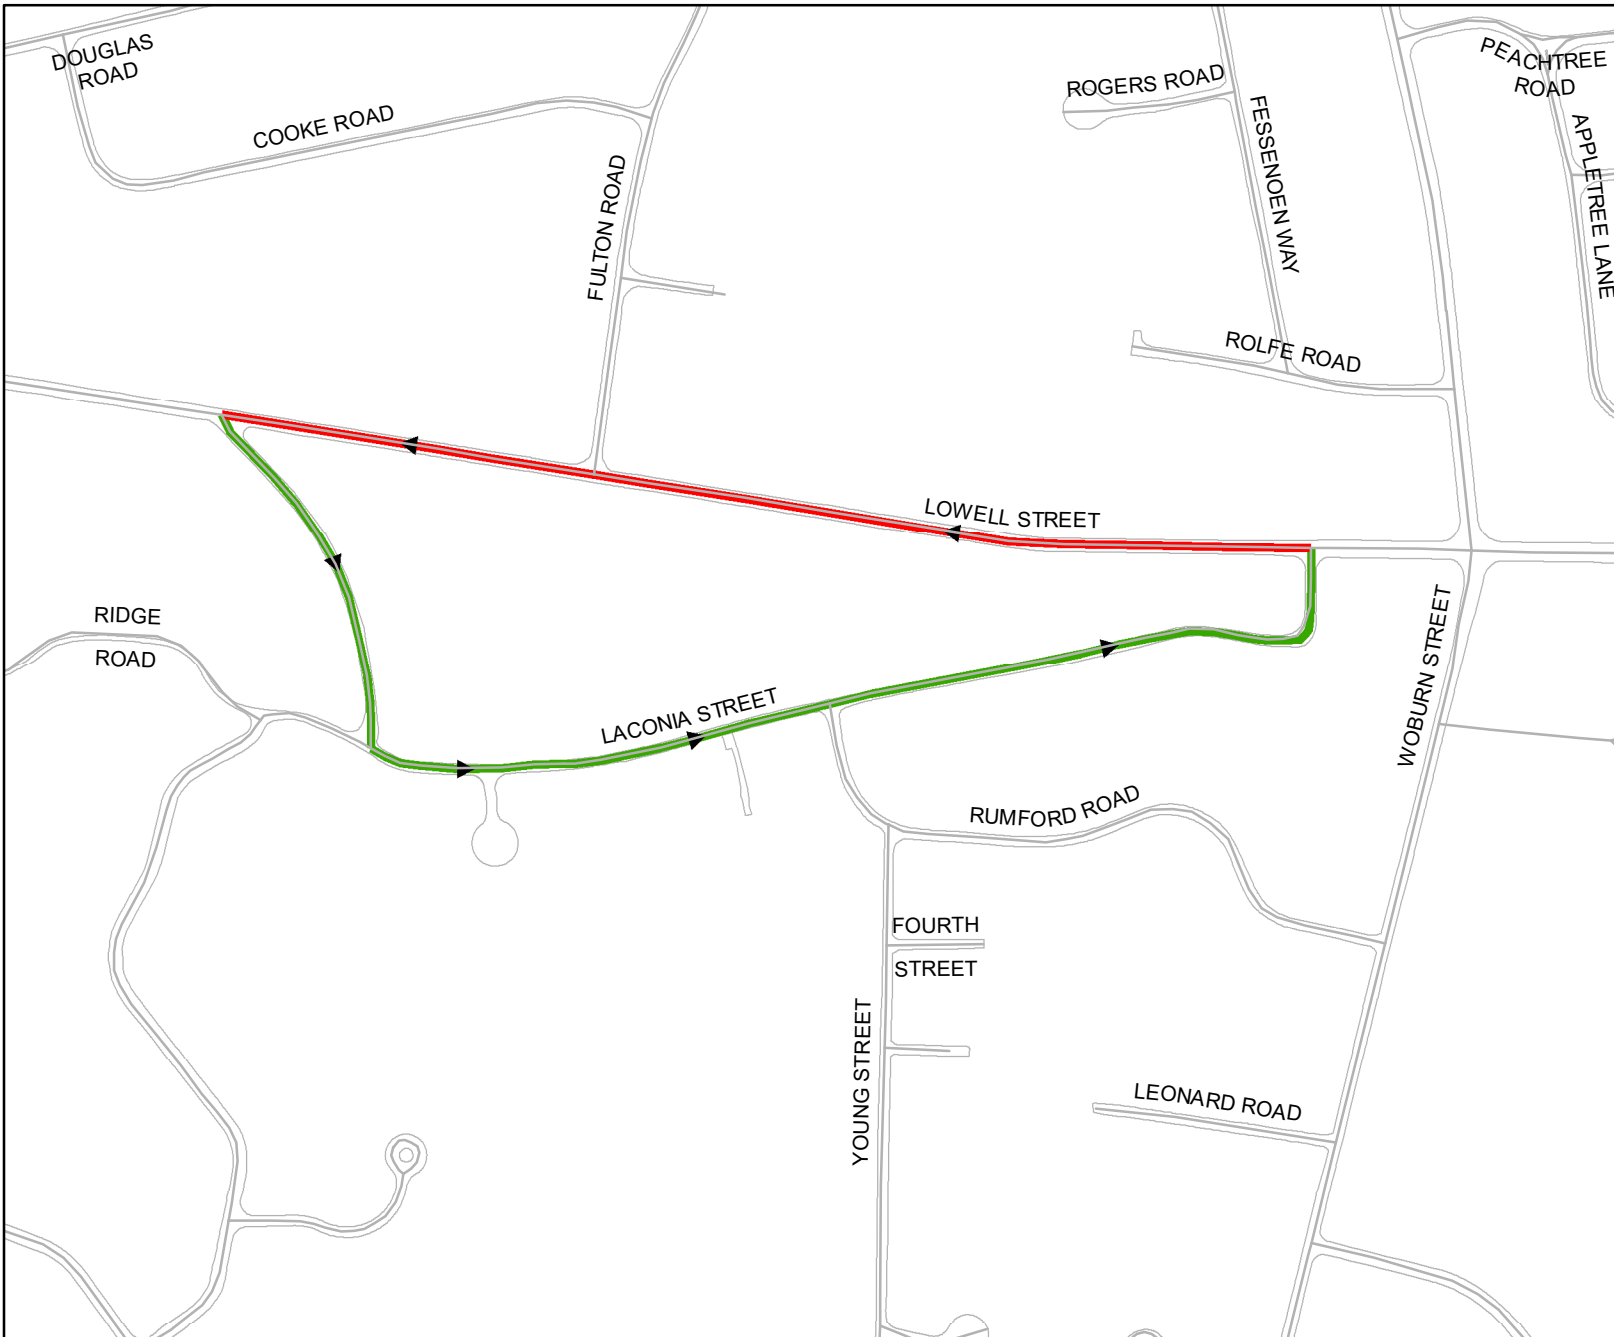 DOUGLAS
ROAD
COOKE ROAD
FULTON ROAD
ROGERS ROAD
FESSENOEN WAY
PEACHTREE
ROAD
APPLETREE LANE
ROLFE ROAD
LOWELL STREET
RIDGE
ROAD
LACONIA STREET
WOBURN STREET
RUMFORD ROAD
FOURTH
STREET
YOUNG STREET
LEONARD ROAD